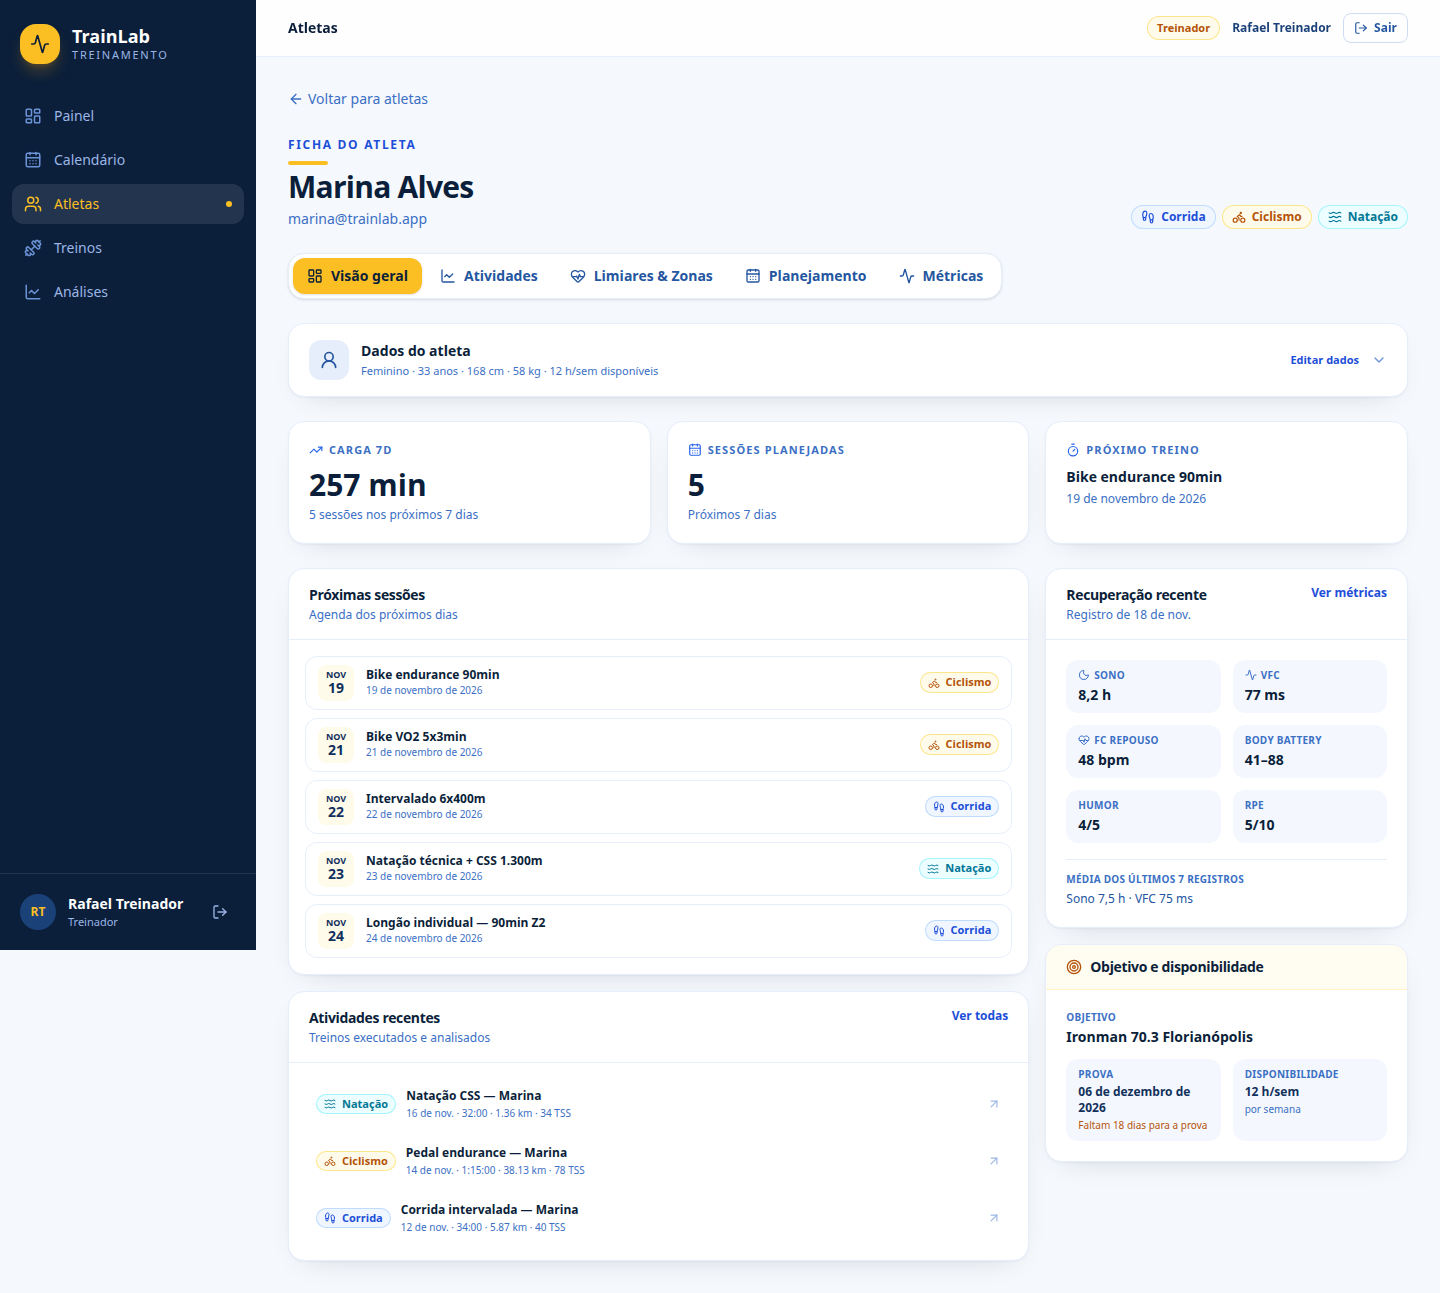 TrainLab
TREINAMENTO
Painel
Calendário
Atletas
Treinos
Análises
RT
Rafael Treinador
Treinador
Atletas
Treinador
Rafael Treinador
Sair
Voltar para atletas
FICHA DO ATLETA
Marina Alves
marina@trainlab.app
Corrida
Ciclismo
Natação
Visão geral
Atividades
Limiares & Zonas
Planejamento
Métricas
Dados do atleta
Feminino · 33 anos · 168 cm · 58 kg · 12 h/sem disponíveis
Editar dados
CARGA 7D
257 min
5 sessões nos próximos 7 dias
SESSÕES PLANEJADAS
5
Próximos 7 dias
PRÓXIMO TREINO
Bike endurance 90min
19 de novembro de 2026
Próximas sessões
Agenda dos próximos dias
NOV
19
Bike endurance 90min
19 de novembro de 2026
Ciclismo
NOV
21
Bike VO2 5x3min
21 de novembro de 2026
Ciclismo
NOV
22
Intervalado 6x400m
22 de novembro de 2026
Corrida
NOV
23
Natação técnica + CSS 1.300m
23 de novembro de 2026
Natação
NOV
24
Longão individual — 90min Z2
24 de novembro de 2026
Corrida
Atividades recentes
Treinos executados e analisados
Ver todas
Natação
Natação CSS — Marina
16 de nov. · 32:00 · 1.36 km · 34 TSS
Ciclismo
Pedal endurance — Marina
14 de nov. · 1:15:00 · 38.13 km · 78 TSS
Corrida
Corrida intervalada — Marina
12 de nov. · 34:00 · 5.87 km · 40 TSS
Recuperação recente
Registro de 18 de nov.
Ver métricas
SONO
8,2 h
VFC
77 ms
FC REPOUSO
48 bpm
BODY BATTERY
41–88
HUMOR
4/5
RPE
5/10
MÉDIA DOS ÚLTIMOS 7 REGISTROS
Sono 7,5 h · VFC 75 ms
Objetivo e disponibilidade
OBJETIVO
Ironman 70.3 Florianópolis
PROVA
06 de dezembro de
2026
Faltam 18 dias para a prova
DISPONIBILIDADE
12 h/sem
por semana